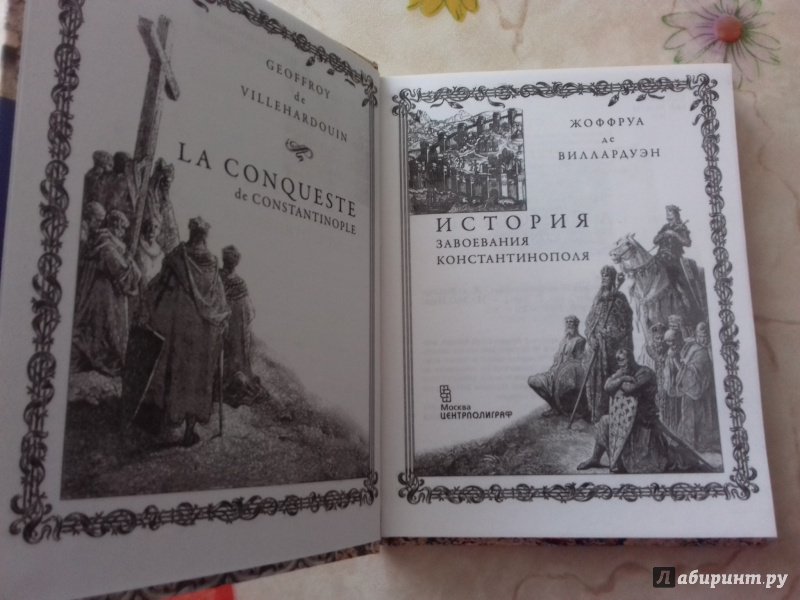 GEOFFROY
de
VILLEHARDOUIN
LA CONQUESTE
de CONSTANTINOPLE
ЖОФФРУА
де
ВИЛЛАРДУЭН
ИСТОРИЯ
ЗАВОЕВАНИЯ
КОНСТАНТИНОПОЛЯ
Москва
ЦЕНТРПОЛИГРАФ
Лабиринт.ру